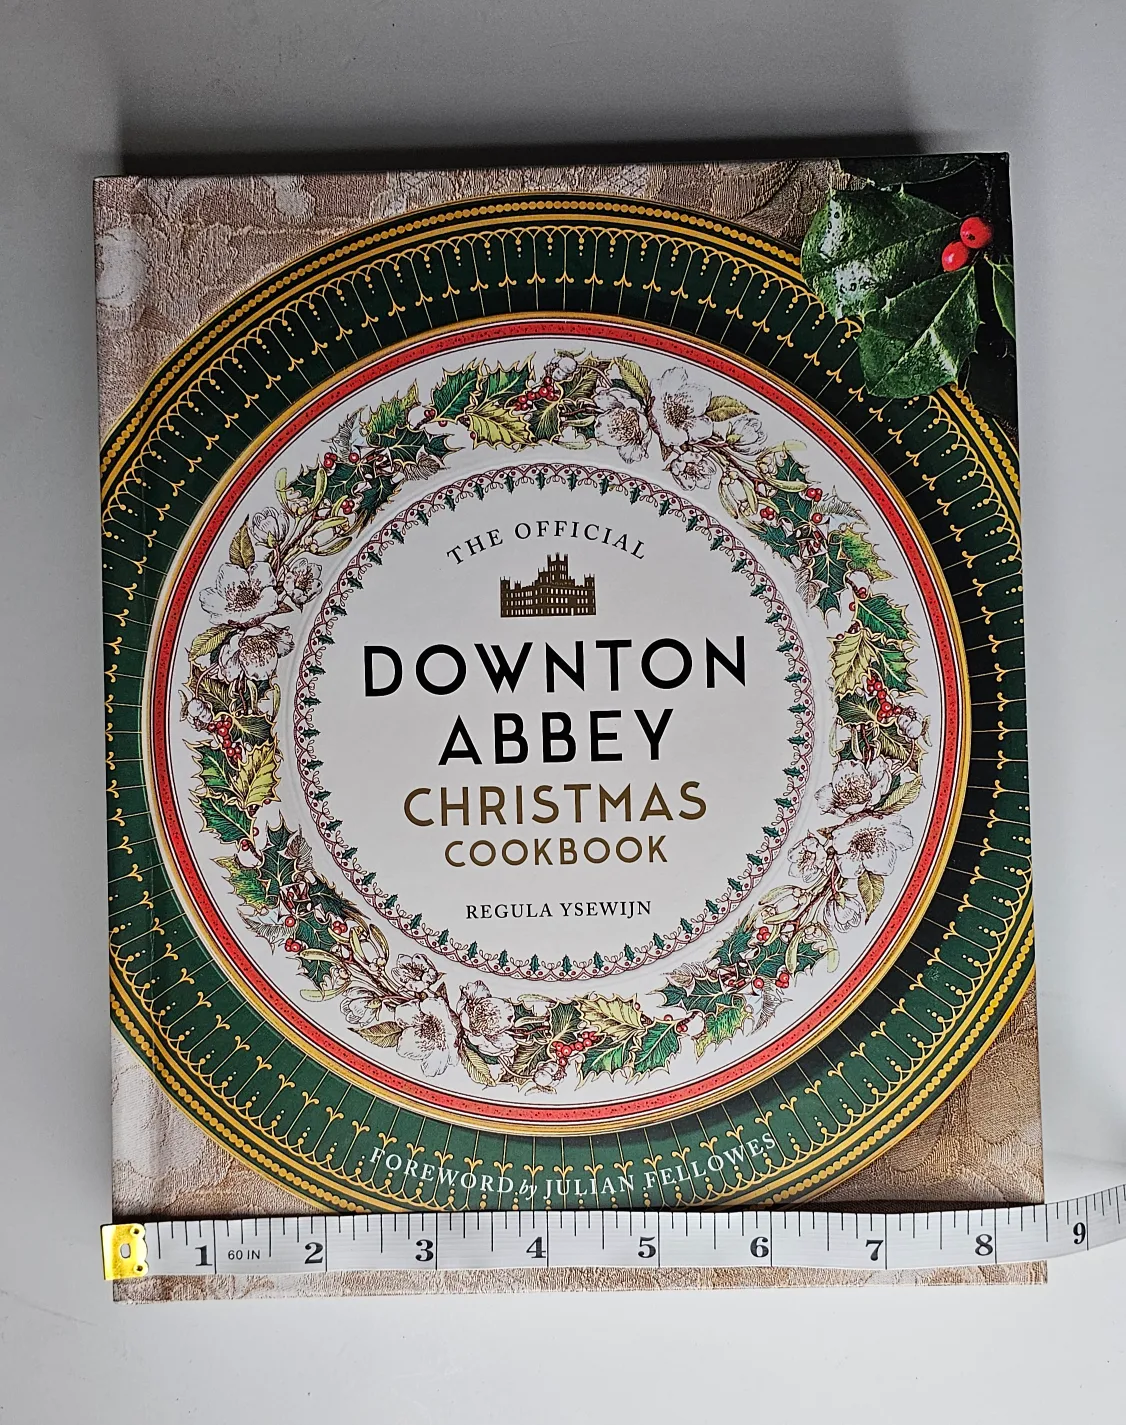 THE OFFICIAL
DOWNTON
ABBEY
CHRISTMAS
COOKBOOK
REGULA YSEWIJN
FOREWORD by JULIAN FELLOWES
1 60 IN 2 3 4 5 6 7 8 9